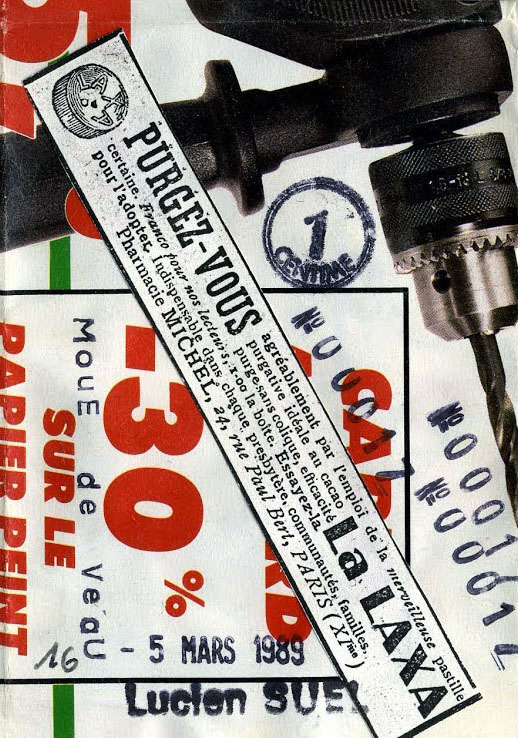 PURGEZ-VOUS
agréablement par l'emploi de la merveilleuse pastille
purgative idéale au cacao La LAXA
purge sans colique, efficacité
certaine. Franco pour nos lecteurs, 1.00 la boîte. Essayez-la
pour l'adopter. Indispensable dans chaque presbytère, communautés, familles.
Pharmacie MICHEL, 24, rue Paul Bert, PARIS (XIme)
1
CENTIME
No 000017
No 00017
No 00017
-30%
SUR LE
PAPIER PEINT
MouE de VeaU
16
- 5 MARS 1989
Lucien SUEL